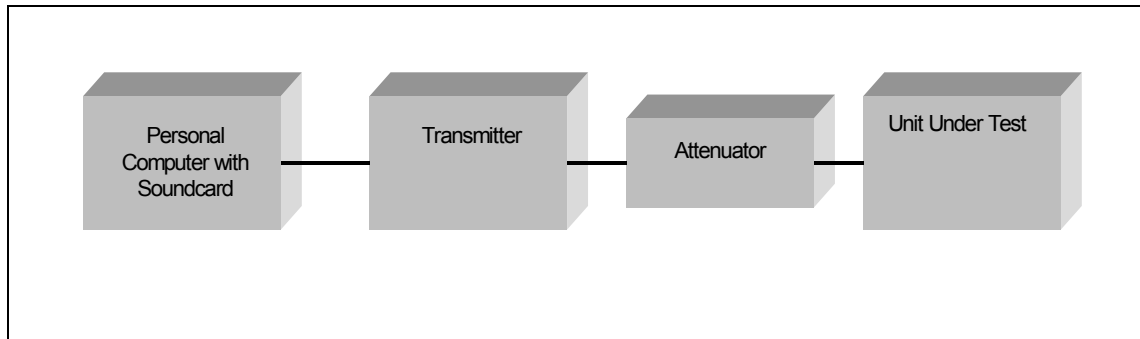 Personal
Computer with
Soundcard
Transmitter
Attenuator
Unit Under Test